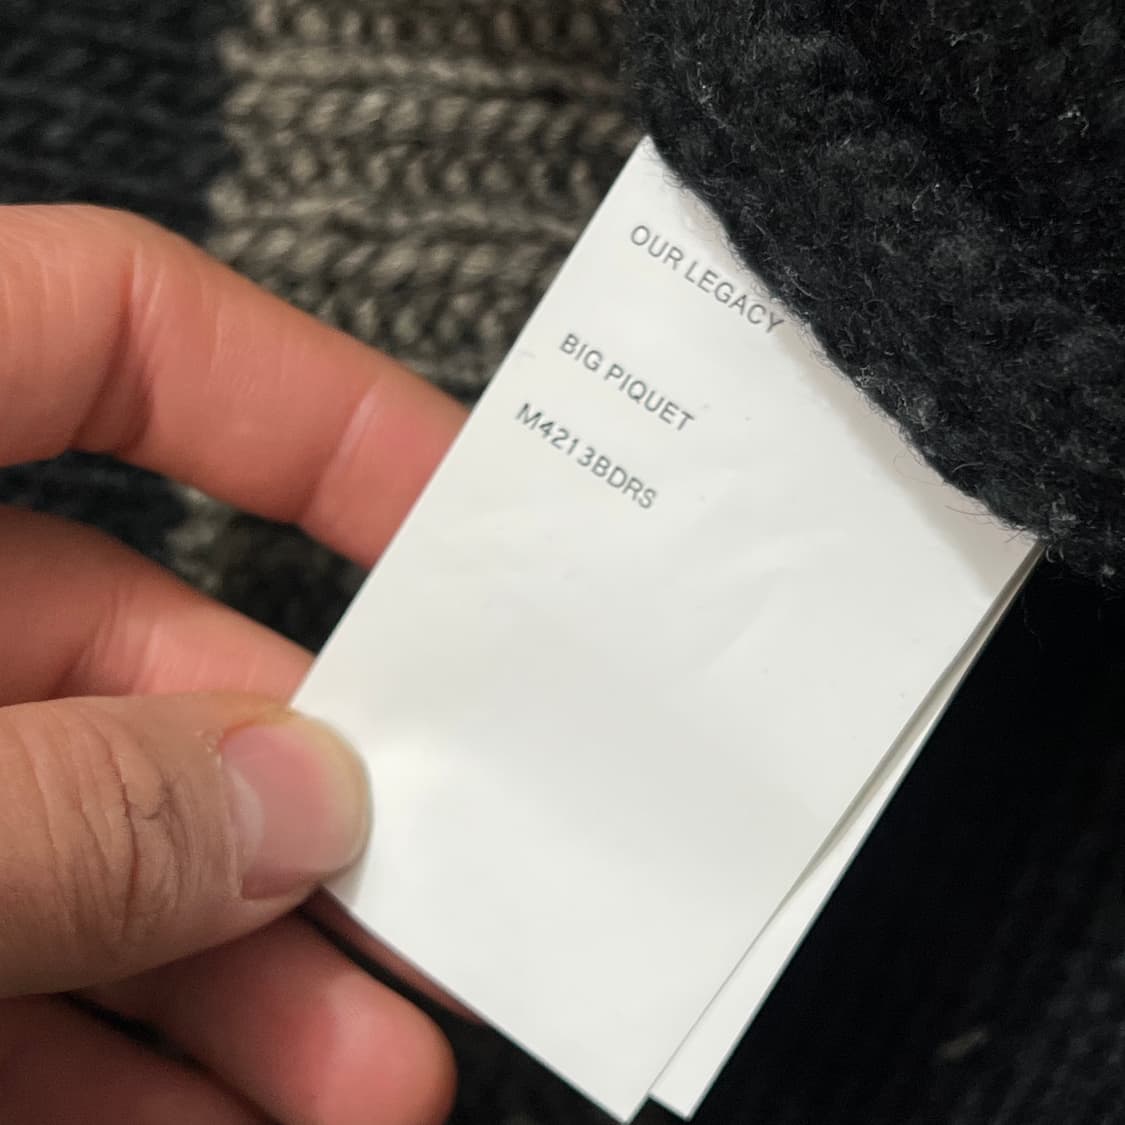 OUR LEGACY
BIG PIQUET
M4213BDRS